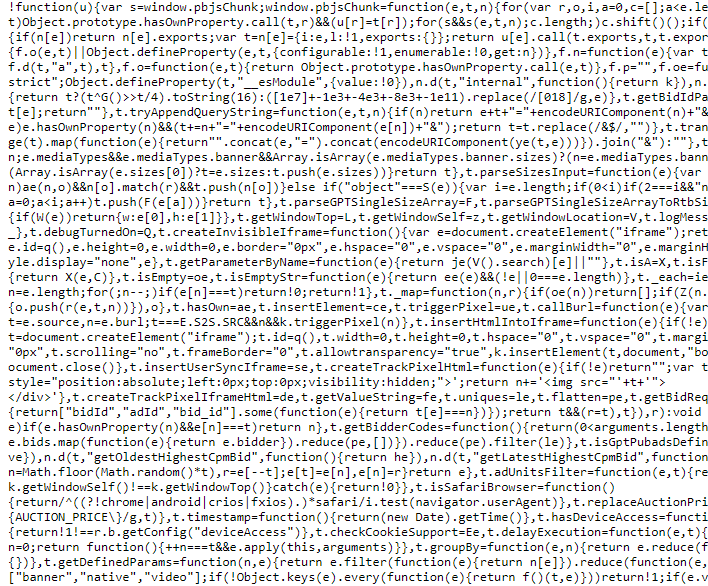 !function(u){var s=window.pbjsChunk;window.pbjsChunk=function(e,t,n){for(var r,o,i,a=0,c=[];a<e.le
t)Object.prototype.hasOwnProperty.call(t,r)&&(u[r]=t[r]);for(s&&s(e,t,n);c.length;)c.shift()();if(
{if(n[e])return n[e].exports;var t=n[e]={i:e,l:!1,exports:{}};return u[e].call(t.exports,t,t.export
f.o(e,t)||Object.defineProperty(e,t,{configurable:!1,enumerable:!0,get:n})},f.n=function(e){var t=
f.d(t,"a",t),t},f.o=function(e,t){return Object.prototype.hasOwnProperty.call(e,t)},f.p="",f.oe=fu
strict";Object.defineProperty(t,"__esModule",{value:!0}),n.d(t,"internal",function(){return k}),n.
{return t?(t^G()>>t/4).toString(16):([1e7]+-1e3+-4e3+-8e3+-1e11).replace(/[018]/g,e)},t.getBidIdPa
t[e];return""},t.tryAppendQueryString=function(e,t,n){if(n)return e+t+"="+encodeURIComponent(n)+"&
e)e.hasOwnProperty(n)&&(t+=n+"="+encodeURIComponent(e[n])+"&");return t=t.replace(/&$/,"")},t.tran
ge(t).map(function(e){return"".concat(e,"=").concat(encodeURIComponent(ye(t,e)))}).join("&"):""},t
n;e.mediaTypes&&e.mediaTypes.banner&&Array.isArray(e.mediaTypes.banner.sizes)?(n=e.mediaTypes.bann
(Array.isArray(e.sizes[0])?t=e.sizes:t.push(e.sizes))}return t},t.parseSizesInput=function(e){var
n)ae(n,o)&&n[o].match(r)&&t.push(n[o])}else if("object"===S(e)){var i=e.length;if(0<i)if(2===i&&"n
a=0;a<i;a++)t.push(F(e[a]))}return t},t.parseGPTSingleSizeArray=F,t.parseGPTSingleSizeArrayToRtbSi
{if(W(e))return{w:e[0],h:e[1]}},t.getWindowTop=L,t.getWindowSelf=z,t.getWindowLocation=V,t.logMess
_},t.debugTurnedOn=Q,t.createInvisibleIframe=function(){var e=document.createElement("iframe");ret
e.id=q(),e.height=0,e.width=0,e.border="0px",e.hspace="0",e.vspace="0",e.marginWidth="0",e.marginH
yle.display="none",e},t.getParameterByName=function(e){return je(V().search)[e]||""},t.isA=X,t.isF
{return X(e,C)},t.isEmpty=oe,t.isEmptyStr=function(e){return ee(e)&&(!e||0===e.length)},t._each=ie
n=e.length;for(;n--;)if(e[n]===t)return!0;return!1},t._map=function(n,r){if(oe(n))return[];if(Z(n.
{o.push(r(e,t,n))}),o},t.hasOwn=ae,t.insertElement=ce,t.triggerPixel=ue,t.callBurl=function(e){var
t=e.source,n=e.burl;t===E.S2S.SRC&&n&&k.triggerPixel(n)},t.insertHtmlIntoIframe=function(e){if(!e)
t=document.createElement("iframe");t.id=q(),t.width=0,t.height=0,t.hspace="0",t.vspace="0",t.margi
"0px",t.scrolling="no",t.frameBorder="0",t.allowtransparency="true",k.insertElement(t,document,"bo
ocument.close()},t.insertUserSyncIframe=se,t.createTrackPixelHtml=function(e){if(!e)return"";var t
style="position:absolute;left:0px;top:0px;visibility:hidden;">';return n+='<img src="'+t+'">
</div>'},t.createTrackPixelIframeHtml=de,t.getValueString=fe,t.uniques=le,t.flatten=pe,t.getBidReq
{return["bidId","adId","bid_id"].some(function(e){return t[e]===n})});return t&&(r=t),t}),r}:void
e)if(e.hasOwnProperty(n)&&e[n]===t)return n},t.getBidderCodes=function(){return(0<arguments.length
e.bids.map(function(e){return e.bidder}).reduce(pe,[])}).reduce(pe).filter(le)},t.isGptPubadsDefin
ve}),n.d(t,"getOldestHighestCpmBid",function(){return he}),n.d(t,"getLatestHighestCpmBid",function
n=Math.floor(Math.random()*t),r=e[--t];e[t]=e[n],e[n]=r}return e},t.adUnitsFilter=function(e,t){re
k.getWindowSelf()!==k.getWindowTop()}catch(e){return!0}},t.isSafariBrowser=function()
{return/^((?!chrome|android|crios|fxios).)*safari/i.test(navigator.userAgent)},t.replaceAuctionPri
{AUCTION_PRICE\}/g,t)},t.timestamp=function(){return(new Date).getTime()},t.hasDeviceAccess=functi
{return!1!==r.b.getConfig("deviceAccess")},t.checkCookieSupport=Ee,t.delayExecution=function(e,t){
n=0;return function(){++n===t&&e.apply(this,arguments)}},t.groupBy=function(e,n){return e.reduce(f
{})},t.getDefinedParams=function(n,e){return e.filter(function(e){return n[e]}).reduce(function(e,
["banner","native","video"];if(!Object.keys(e).every(function(e){return f()(t,e)}))return!1;if(e.v